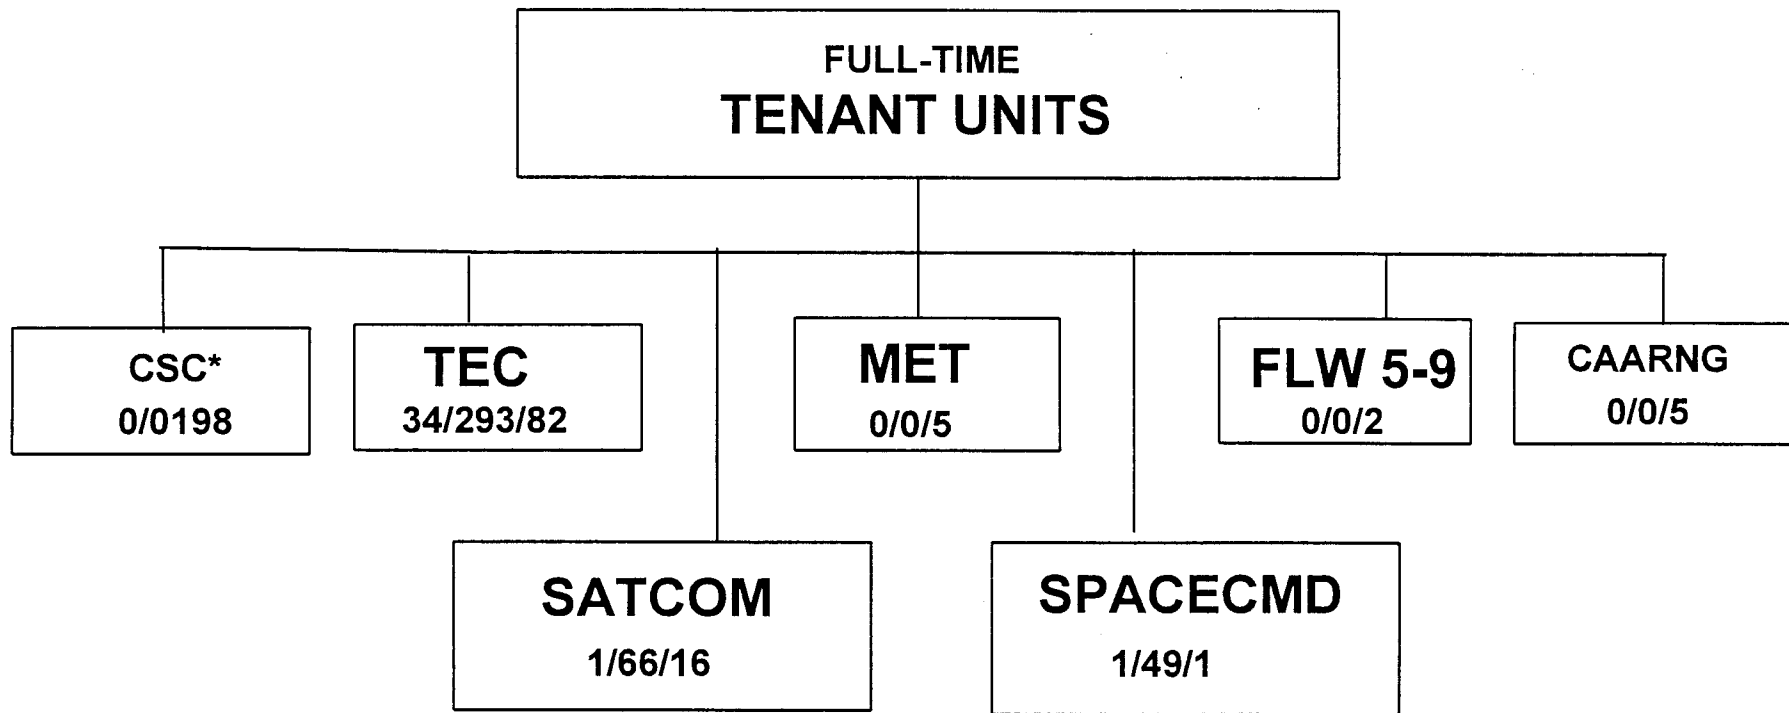 FULL-TIME
TENANT UNITS
CSC*
0/0198
TEC
34/293/82
MET
0/0/5
FLW 5-9
0/0/2
CAARNG
0/0/5
SATCOM
1/66/16
SPACECMD
1/49/1